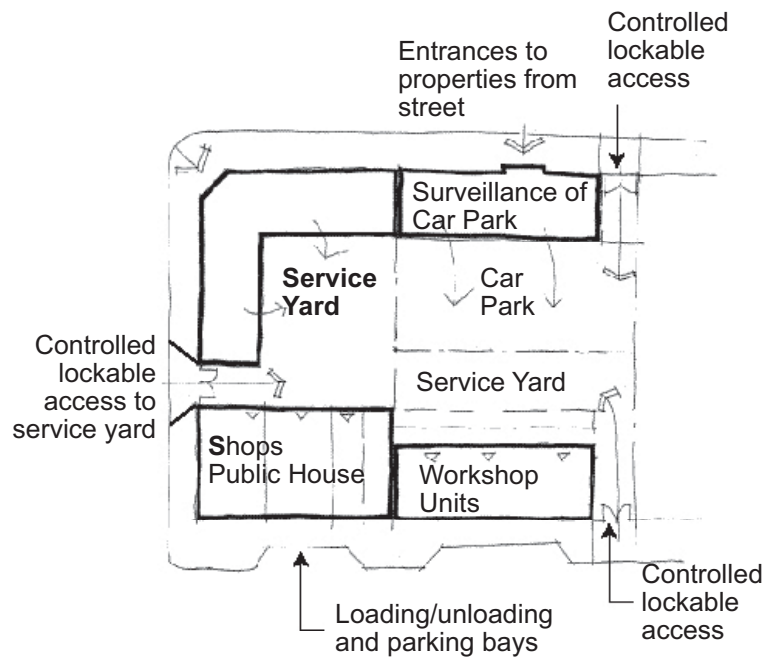 Controlled
lockable
access
Entrances to
properties from
street
Surveillance of
Car Park
Service
Yard
Car
Park
Controlled
lockable
access to
service yard
Service Yard
Shops
Public House
Workshop
Units
Loading/unloading
and parking bays
Controlled
lockable
access